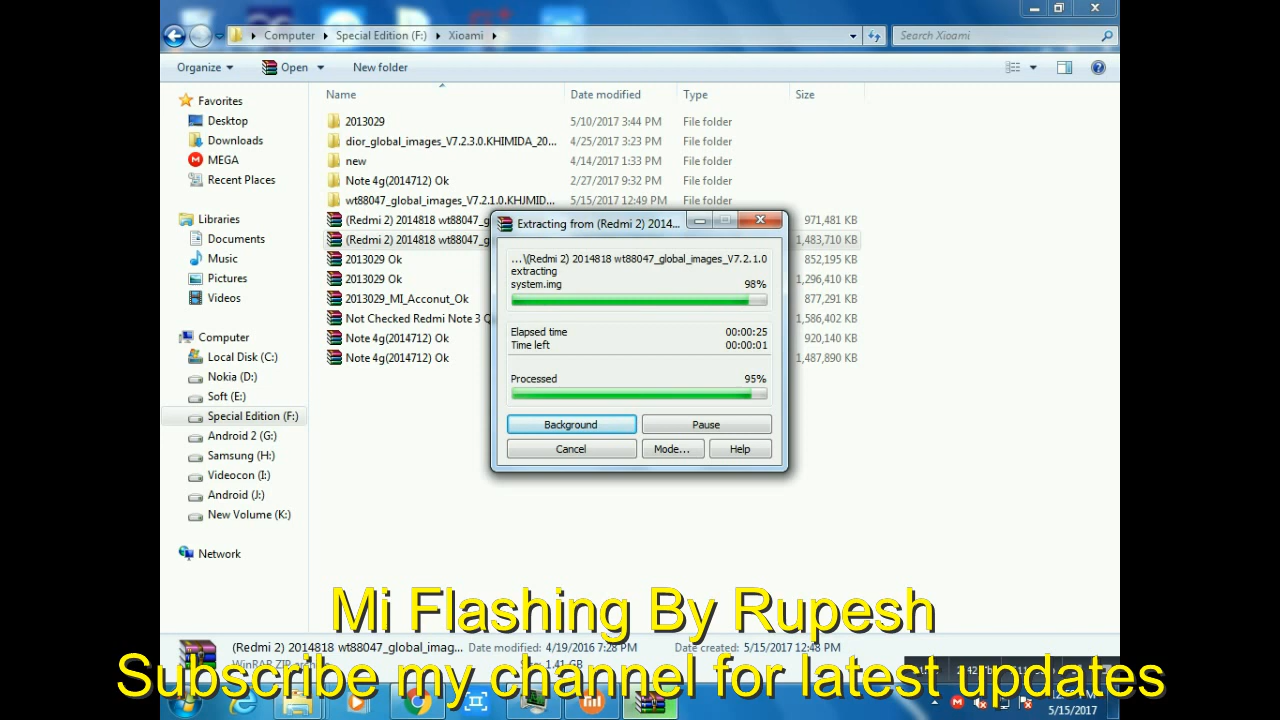 Computer Special Edition (F:) Xioami Search Xioami
Organize Open New folder
Name Date modified Type Size
Favorites
Desktop
Downloads
MEGA
Recent Places
Libraries
Documents
Music
Pictures
Videos
Computer
Local Disk (C:)
Nokia (D:)
Soft (E:)
Special Edition (F:)
Android 2 (G:)
Samsung (H:)
Videocon (I:)
Android (J:)
New Volume (K:)
Network
2013029 5/10/2017 3:44 PM File folder
dior_global_images_V7.2.3.0.KHIMIDA_20... 4/25/2017 3:23 PM File folder
new 4/14/2017 1:33 PM File folder
Note 4g(2014712) Ok 2/27/2017 9:32 PM File folder
wt88047_global_images_V7.2.1.0.KHJMID... 5/15/2017 12:49 PM File folder
(Redmi 2) 2014818 wt88047_g 971,481 KB
(Redmi 2) 2014818 wt88047_g 1,483,710 KB
2013029 Ok 852,195 KB
2013029 Ok 1,296,410 KB
2013029_MI_Acconut_Ok 877,291 KB
Not Checked Redmi Note 3 Q 1,586,402 KB
Note 4g(2014712) Ok 920,140 KB
Note 4g(2014712) Ok 1,487,890 KB
Extracting from (Redmi 2) 2014...
...\(Redmi 2) 2014818 wt88047_global_images_V7.2.1.0
extracting
system.img 98%
Elapsed time 00:00:25
Time left 00:00:01
Processed 95%
Background Pause
Cancel Mode... Help
Mi Flashing By Rupesh
(Redmi 2) 2014818 wt88047_global_imag... Date modified: 4/19/2016 7:28 PM Date created: 5/15/2017 12:48 PM
Subscribe my channel for latest updates
5/15/2017